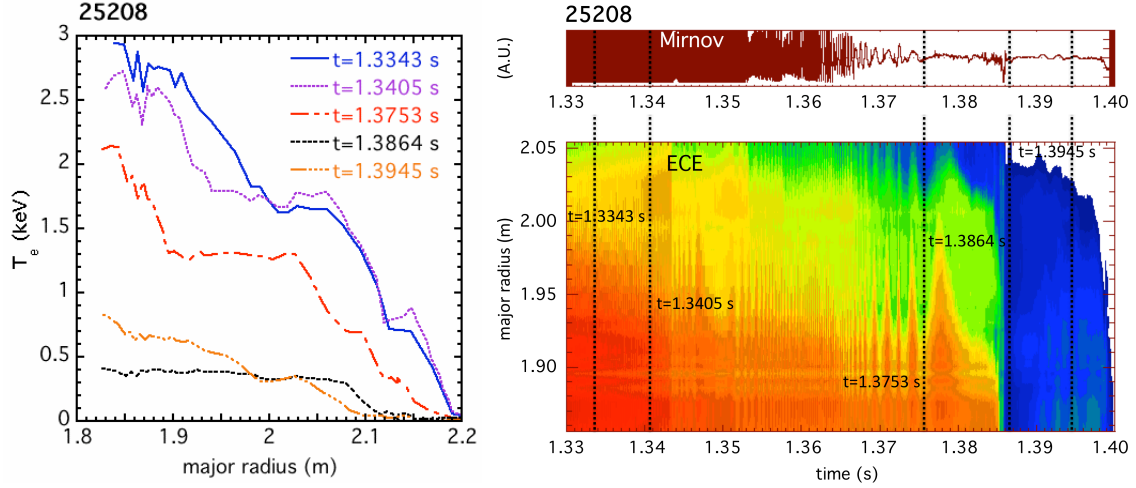 25208
3
2.5
2
1.5
1
0.5
0
T_e (keV)
t=1.3343 s
t=1.3405 s
t=1.3753 s
t=1.3864 s
t=1.3945 s
1.8 1.9 2 2.1 2.2
major radius (m)
25208
(A.U.)
Mirnov
1.33 1.34 1.35 1.36 1.37 1.38 1.39 1.40
2.05
2.00
1.95
1.90
major radius (m)
ECE
t=1.3945 s
t=1.3343 s
t=1.3864 s
t=1.3405 s
t=1.3753 s
1.33 1.34 1.35 1.36 1.37 1.38 1.39 1.40
time (s)